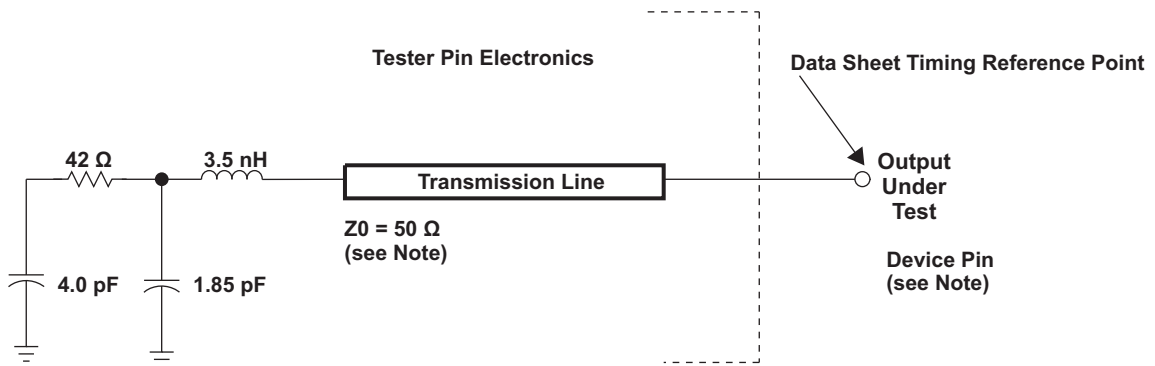 Tester Pin Electronics
Data Sheet Timing Reference Point
42 Ω
3.5 nH
Transmission Line
Output
Under
Test
Z0 = 50 Ω
(see Note)
Device Pin
(see Note)
4.0 pF
1.85 pF